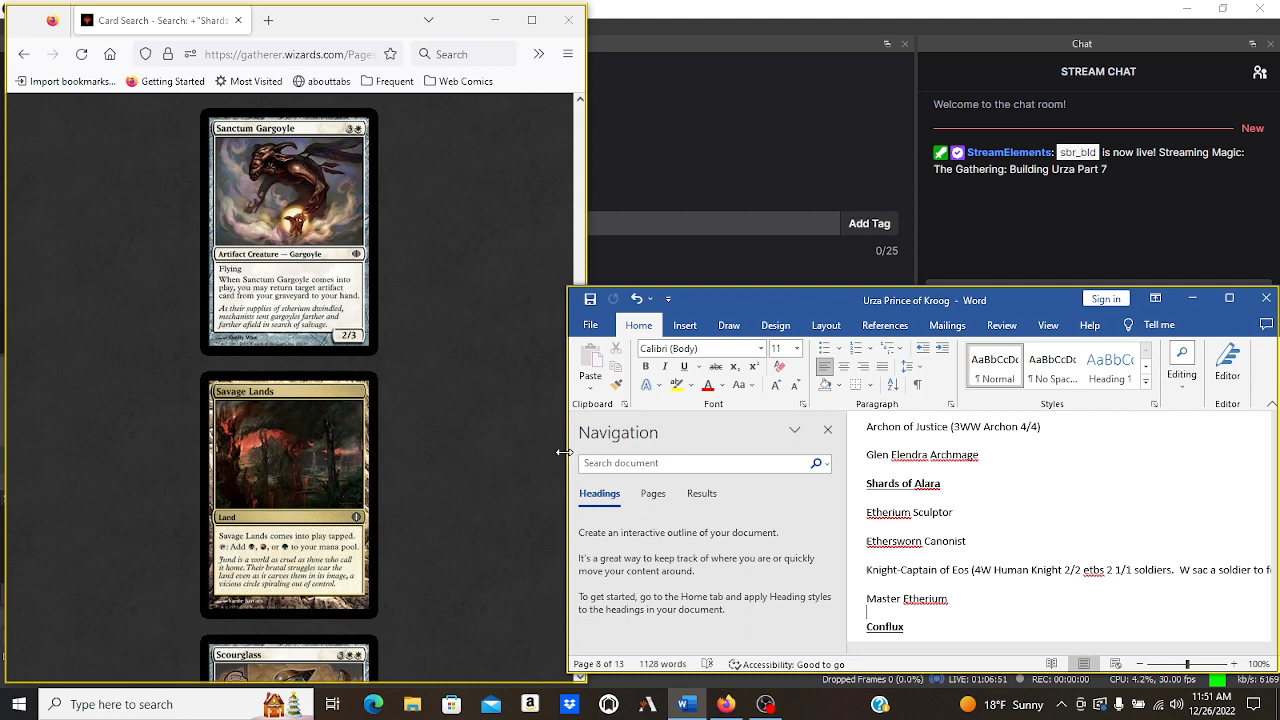 Card Search - Search: +"Shards
https://gatherer.wizards.com/Pages
Search
Import bookmarks...
Getting Started
Most Visited
abouttabs
Frequent
Web Comics
Sanctum Gargoyle
3
Artifact Creature — Gargoyle
Flying
When Sanctum Gargoyle comes into
play, you may return target artifact
card from your graveyard to your hand.
As their supplies of etherium dwindled,
mechanists sent gargoyles farther and
farther afield in search of salvage.
2/3
Savage Lands
Land
Savage Lands comes into play tapped.
: Add , , or to your mana pool.
Jund is a world as cruel as those who call
it home. Their brutal struggles scar the
land even as it carves them in its image, a
vicious circle spiraling out of control.
Scourglass
3
Add Tag
0/25
Chat
STREAM CHAT
Welcome to the chat room!
New
StreamElements: sbr_bld is now live! Streaming Magic:
The Gathering: Building Urza Part 7
Urza Prince of Kroog - Word
Sign in
File
Home
Insert
Draw
Design
Layout
References
Mailings
Review
View
Help
Tell me
Paste
Calibri (Body)
11
B I U abc x₂ x²
A A Aa A A
AaBbCcDc AaBbCcDc AaBbCc
¶ Normal
¶ No Spac...
Heading 1
Editing
Editor
Clipboard
Font
Paragraph
Styles
Editor
Navigation
Search document
Headings
Pages
Results
Create an interactive outline of your document.
It's a great way to keep track of where you are or quickly
move your content around.
To get started, go to the Home tab and apply Heading styles
to the headings in your document.
Archon of Justice (3WW Archon 4/4)
Glen Elendra Archmage
Shards of Alara
Etherium Sculptor
Ethersworn Canonist
Knight-Captain of Eos (4W Human Knight 2/2 etbs 2 1/1 soldiers. W sac a soldier to f
Master Etherium
Conflux
Page 8 of 13
1128 words
Accessibility: Good to go
100%
Dropped Frames 0 (0.0%)
LIVE: 01:06:51
REC: 00:00:00
CPU: 4.2%, 30.00 fps
kb/s: 6169
Type here to search
18°F Sunny
11:51 AM
12/26/2022